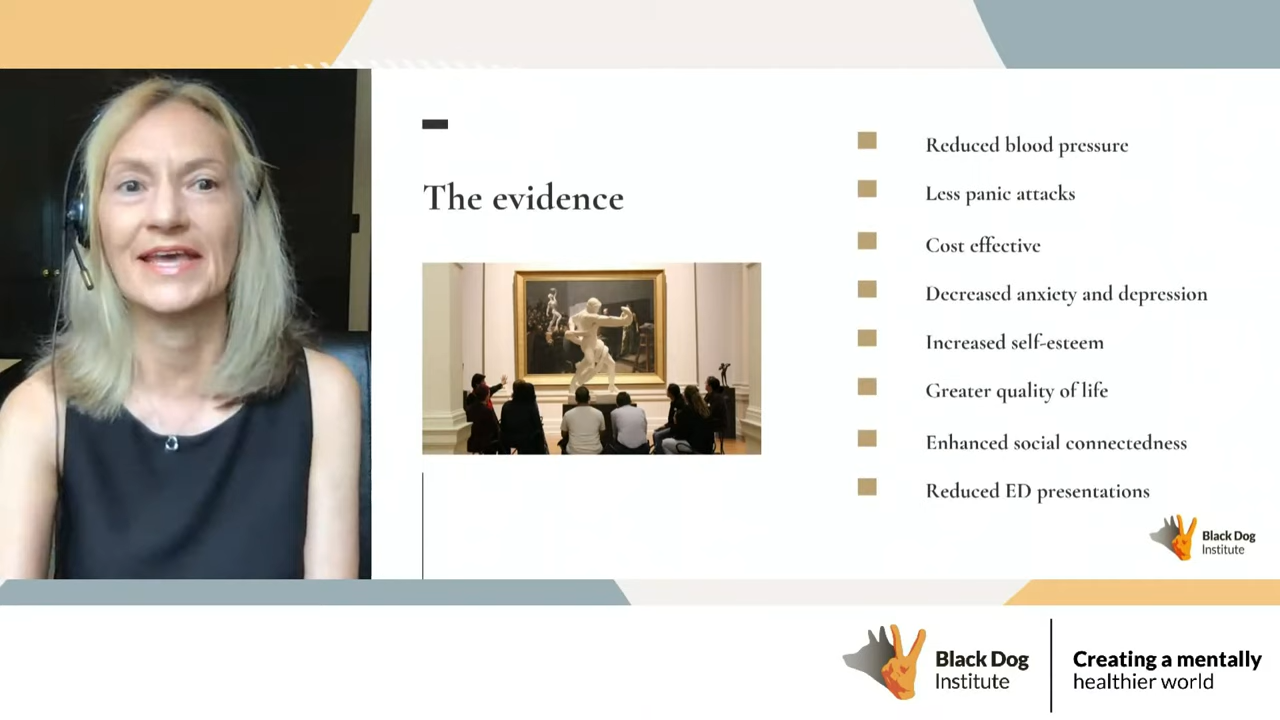 The evidence
Reduced blood pressure
Less panic attacks
Cost effective
Decreased anxiety and depression
Increased self-esteem
Greater quality of life
Enhanced social connectedness
Reduced ED presentations
Black Dog
Institute
Black Dog
Institute
Creating a mentally
healthier world